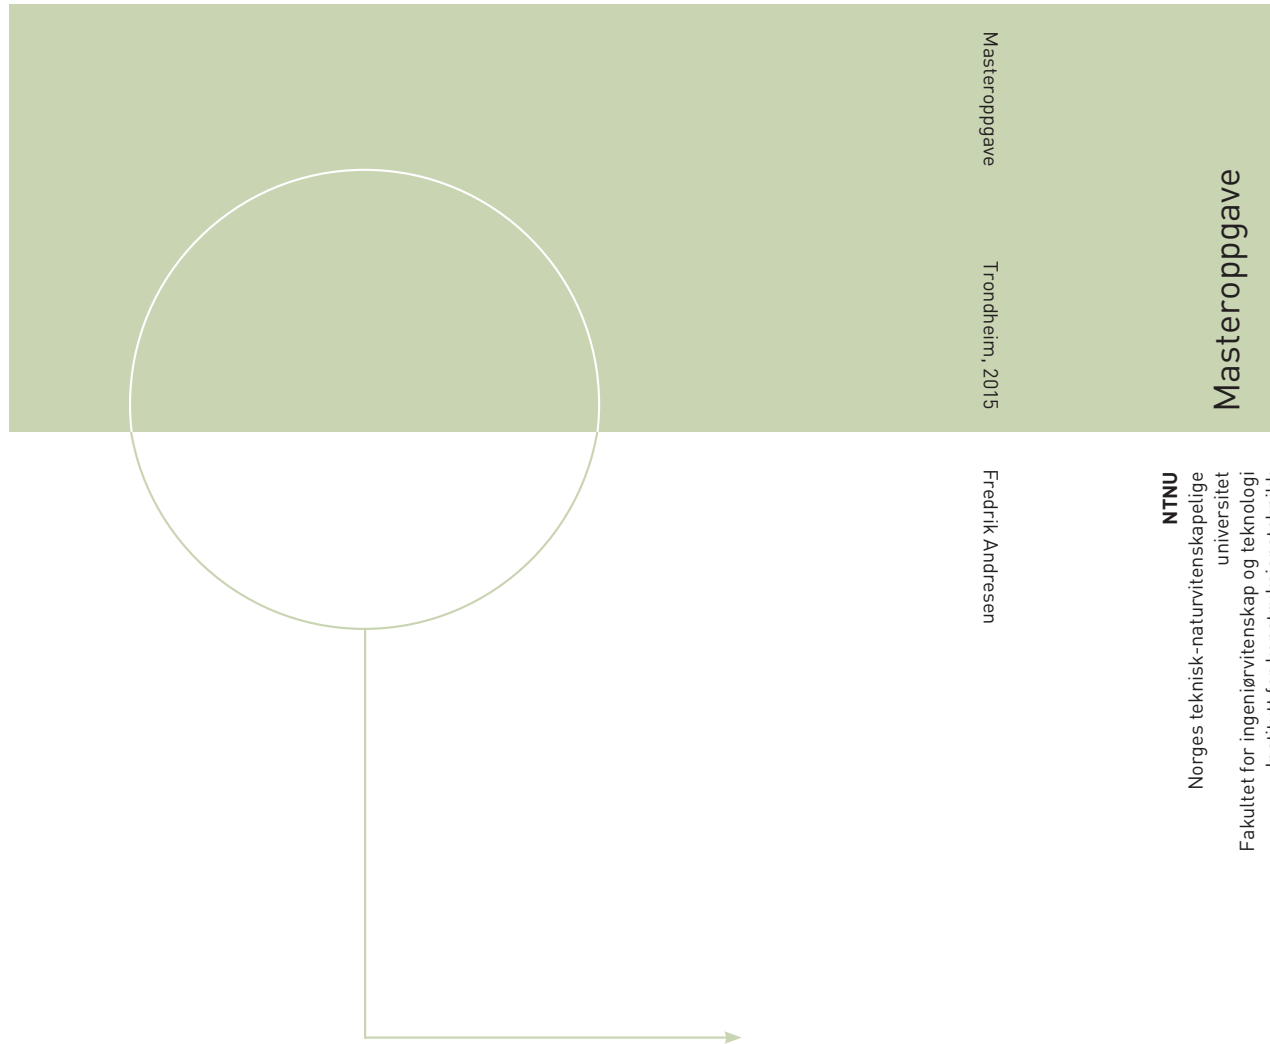 Masteroppgave
Trondheim, 2015
Fredrik Andresen
Masteroppgave
NTNU
Norges teknisk-naturvitenskapelige
universitet
Fakultet for ingeniørvitenskap og teknologi